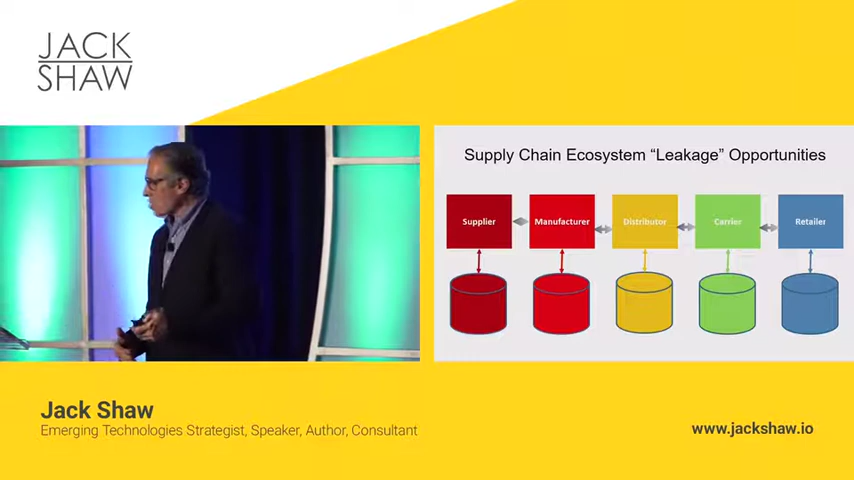 JACK
SHAW
Supply Chain Ecosystem “Leakage” Opportunities
Supplier
Manufacturer
Distributor
Carrier
Retailer
Jack Shaw
Emerging Technologies Strategist, Speaker, Author, Consultant
www.jackshaw.io